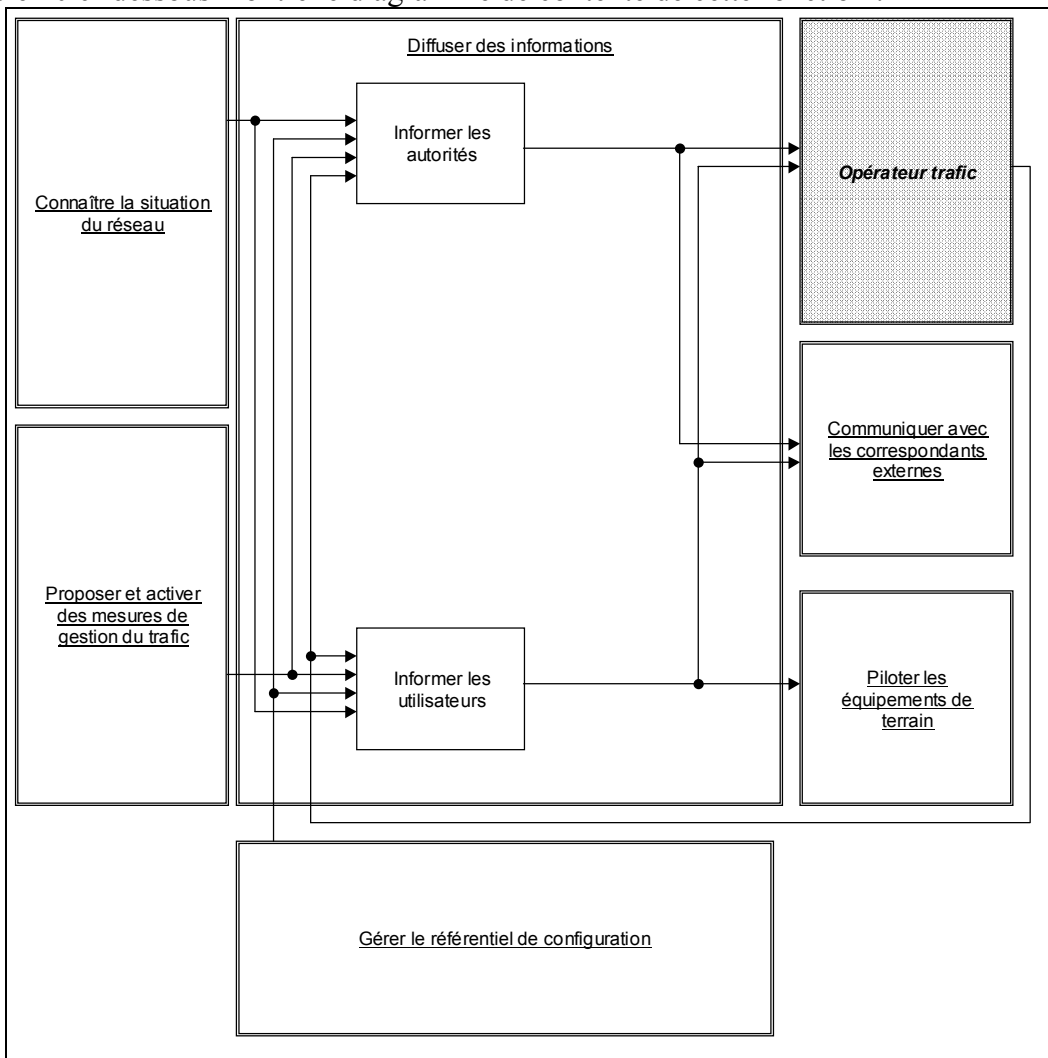 Diffuser des informations
Informer les
autorités
Opérateur trafic
Connaître la situation
du réseau
Communiquer avec
les correspondants
externes
Proposer et activer
des mesures de
gestion du trafic
Informer les
utilisateurs
Piloter les
équipements de
terrain
Gérer le référentiel de configuration